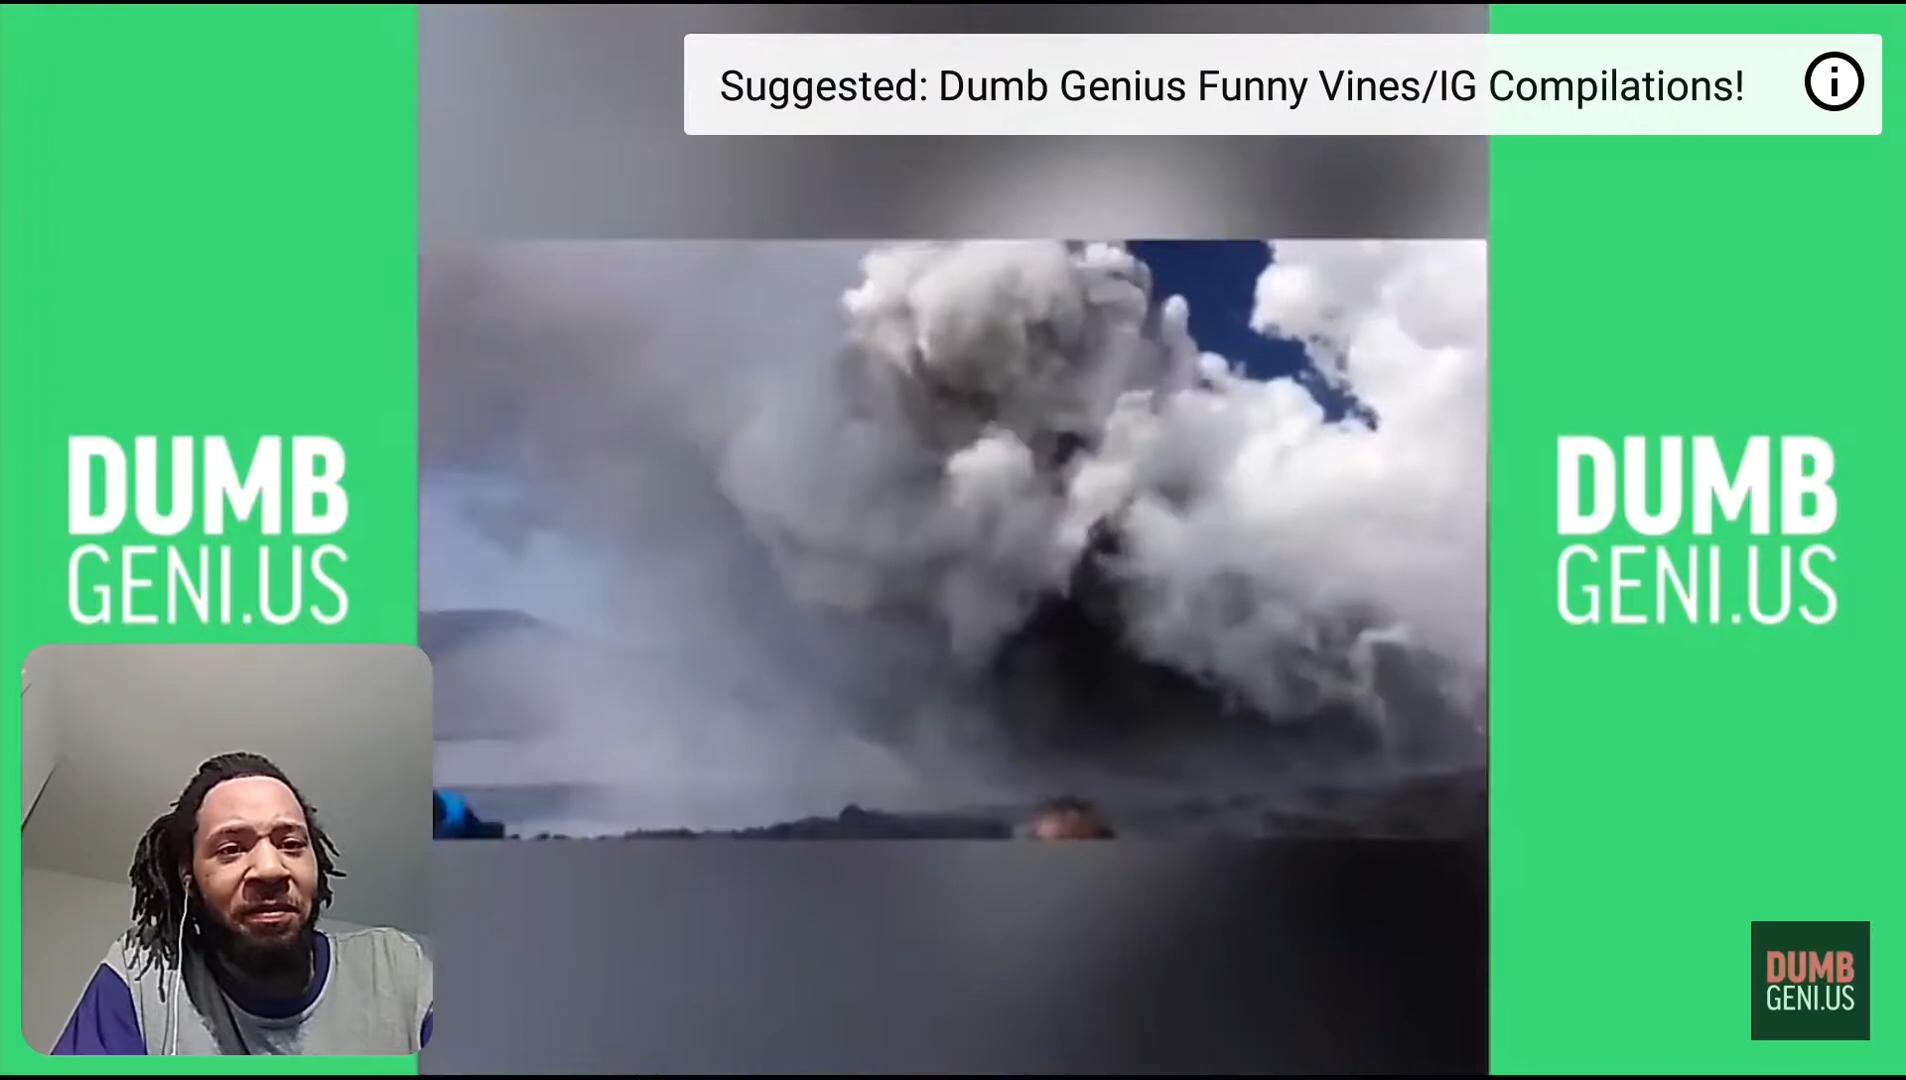 Suggested: Dumb Genius Funny Vines/IG Compilations!
DUMB
GENI.US
DUMB
GENI.US
DUMB
GENI.US